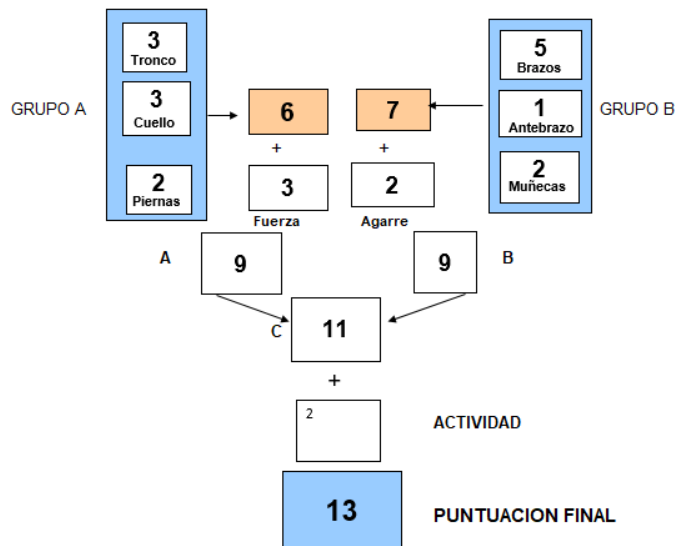 3
Tronco
5
Brazos
GRUPO A
3
Cuello
6
7
1
Antebrazo
GRUPO B
+
+
2
Piernas
3
2
2
Muñecas
Fuerza
Agarre
A
9
9
B
C
11
+
2
ACTIVIDAD
13
PUNTUACION FINAL